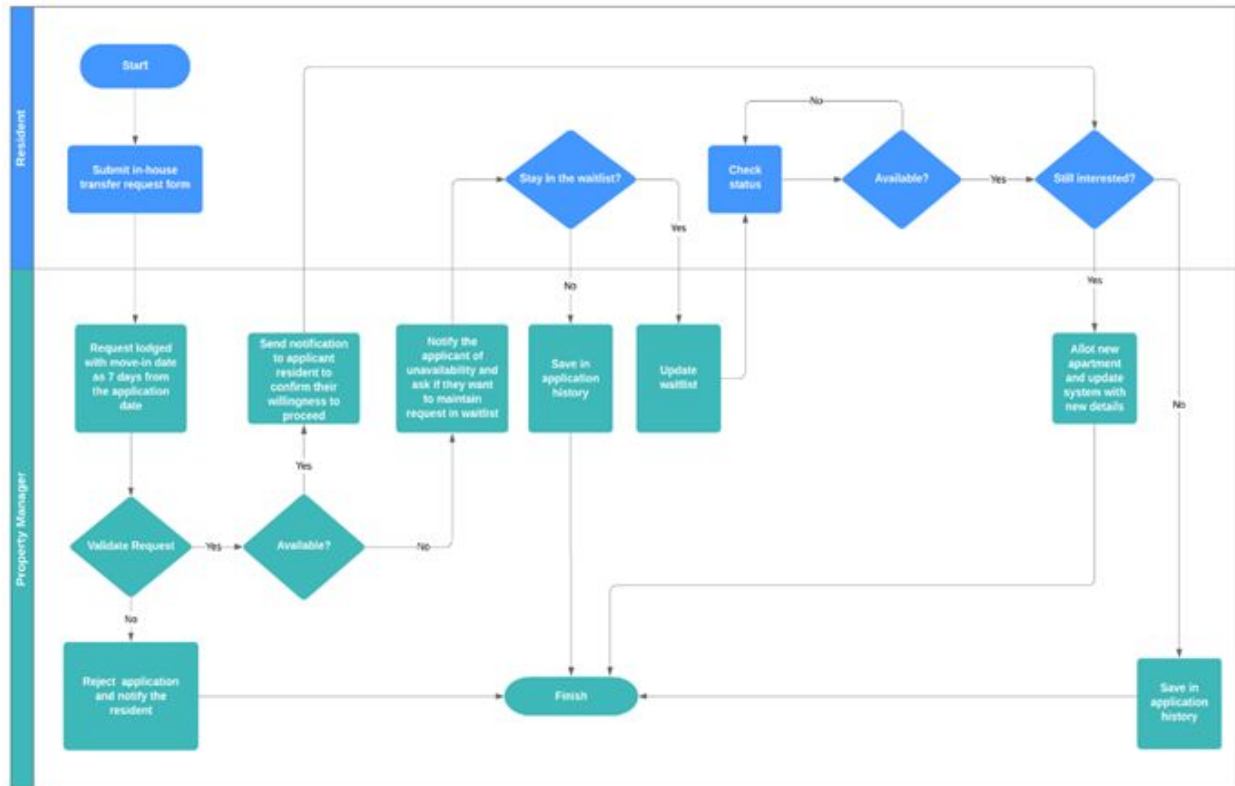 Resident
Start
Submit in-house
transfer request form
Stay in the waitlist?
Yes
No
Check
status
No
Available?
Yes
Still interested?
Yes
No
Property Manager
Request lodged
with move-in date
as 7 days from
the application
date
Send notification
to applicant
resident to
confirm their
willingness to
proceed
Notify the
applicant of
unavailability and
ask if they want
to maintain
request in waitlist
Save in
application
history
Update
waitlist
Allot new
apartment
and update
system with
new details
Validate Request
Yes
Available?
Yes
No
No
Reject application
and notify the
resident
Finish
Save in
application
history